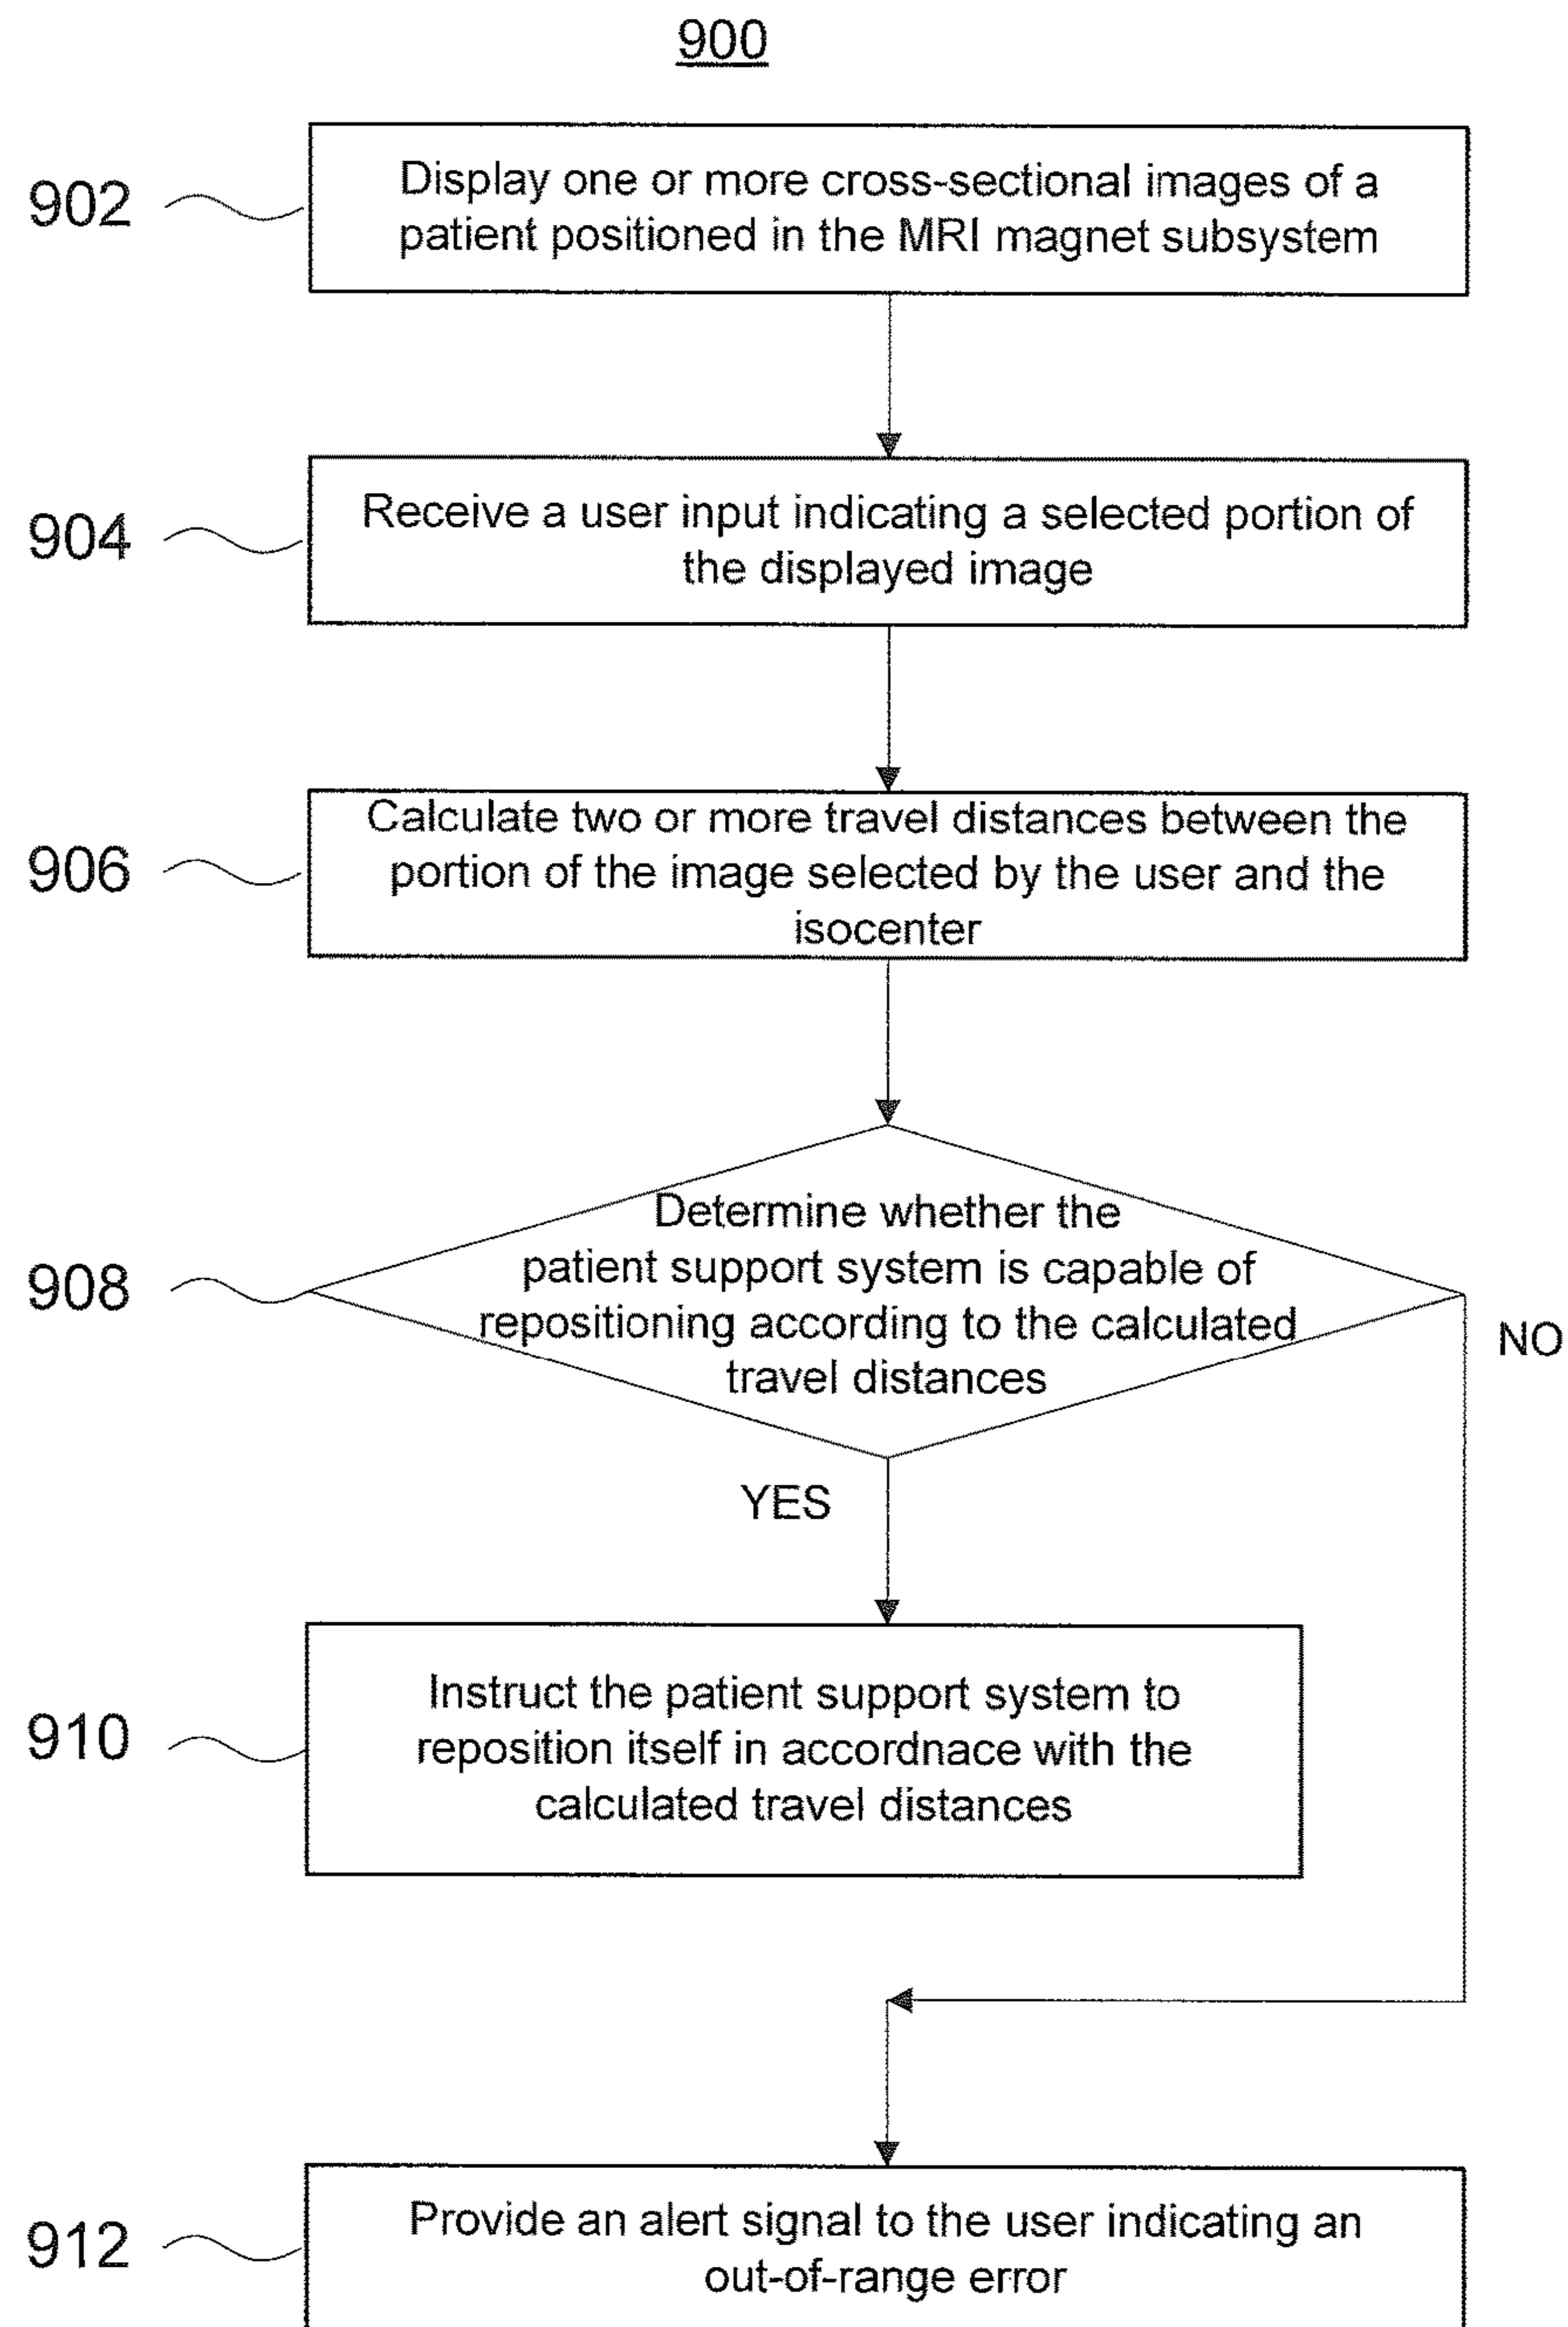 900
902
Display one or more cross-sectional images of a
patient positioned in the MRI magnet subsystem
904
Receive a user input indicating a selected portion of
the displayed image
906
Calculate two or more travel distances between the
portion of the image selected by the user and the
isocenter
908
Determine whether the
patient support system is capable of
repositioning according to the calculated
travel distances
NO
YES
910
Instruct the patient support system to
reposition itself in accordnace with the
calculated travel distances
912
Provide an alert signal to the user indicating an
out-of-range error